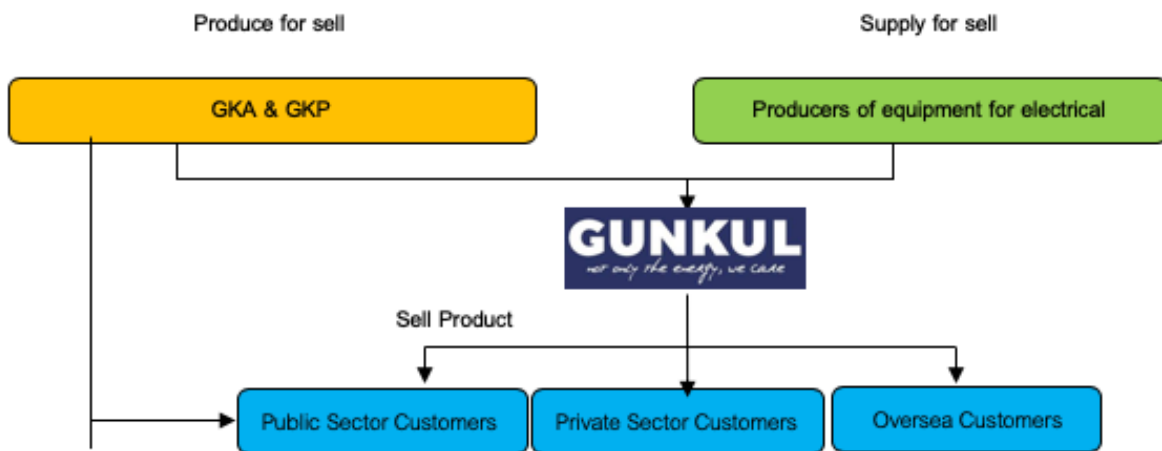 Produce for sell
Supply for sell
GKA & GKP
Producers of equipment for electrical
GUNKUL
not only the energy, we care
Sell Product
Public Sector Customers
Private Sector Customers
Oversea Customers